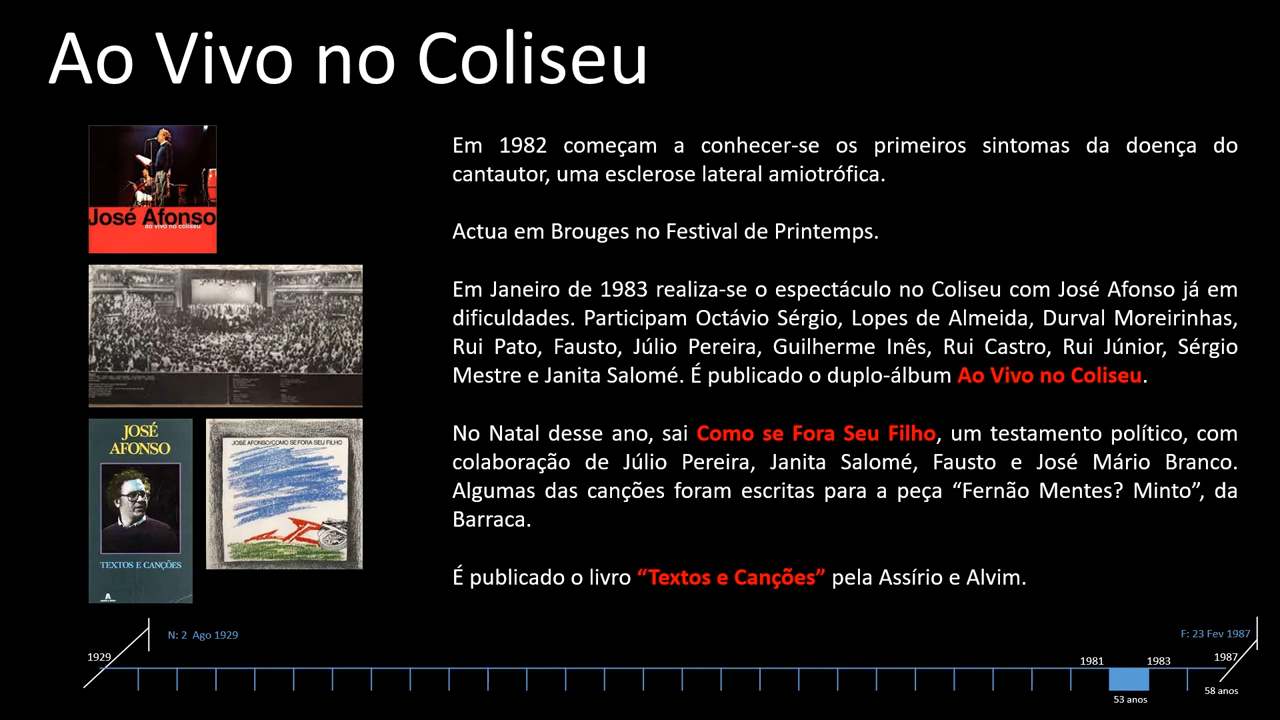 Ao Vivo no Coliseu
José Afonso
ao vivo no coliseu
JOSÉ
AFONSO
TEXTOS E CANÇÕES
JOSÉ AFONSO/COMO SE FORA SEU FILHO
Em 1982 começam a conhecer-se os primeiros sintomas da doença do
cantautor, uma esclerose lateral amiotrófica.
Actua em Brouges no Festival de Printemps.
Em Janeiro de 1983 realiza-se o espectáculo no Coliseu com José Afonso já em
dificuldades. Participam Octávio Sérgio, Lopes de Almeida, Durval Moreirinhas,
Rui Pato, Fausto, Júlio Pereira, Guilherme Inês, Rui Castro, Rui Júnior, Sérgio
Mestre e Janita Salomé. É publicado o duplo-álbum Ao Vivo no Coliseu.
No Natal desse ano, sai Como se Fora Seu Filho, um testamento político, com
colaboração de Júlio Pereira, Janita Salomé, Fausto e José Mário Branco.
Algumas das canções foram escritas para a peça “Fernão Mentes? Minto”, da
Barraca.
É publicado o livro “Textos e Canções” pela Assírio e Alvim.
N: 2 Ago 1929
F: 23 Fev 1987
1929
1981
1983
1987
53 anos
58 anos